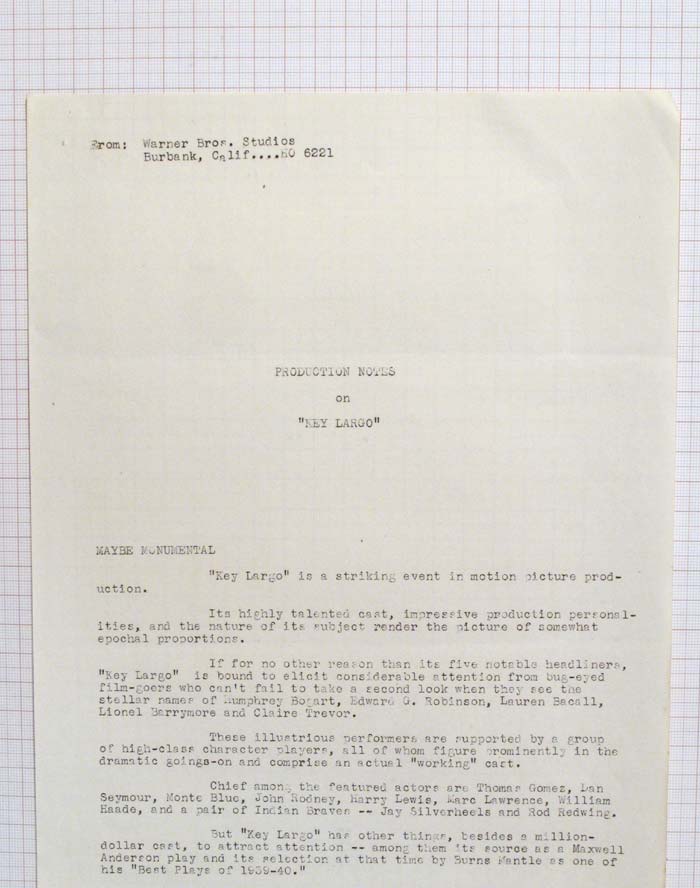 From: Warner Bros. Studios
Burbank, Calif....HO 6221
PRODUCTION NOTES
on
"KEY LARGO"
MAYBE MONUMENTAL
"Key Largo" is a striking event in motion picture prod-
uction.
Its highly talented cast, impressive production personal-
ities, and the nature of its subject render the picture of somewhat
epochal proportions.
If for no other reason than its five notable headliners,
"Key Largo" is bound to elicit considerable attention from bug-eyed
film-goers who can't fail to take a second look when they see the
stellar names of Humphrey Bogart, Edward G. Robinson, Lauren Bacall,
Lionel Barrymore and Claire Trevor.
These illustrious performers are supported by a group
of high-class character players, all of whom figure prominently in the
dramatic goings-on and comprise an actual "working" cast.
Chief among the featured actors are Thomas Gomez, Dan
Seymour, Monte Blue, John Rodney, Harry Lewis, Marc Lawrence, William
Haade, and a pair of Indian Braves -- Jay Silverheels and Rod Redwing.
But "Key Largo" has other things, besides a million-
dollar cast, to attract attention -- among them its source as a Maxwell
Anderson play and its selection at that time by Burns Mantle as one of
his "Best Plays of 1939-40."